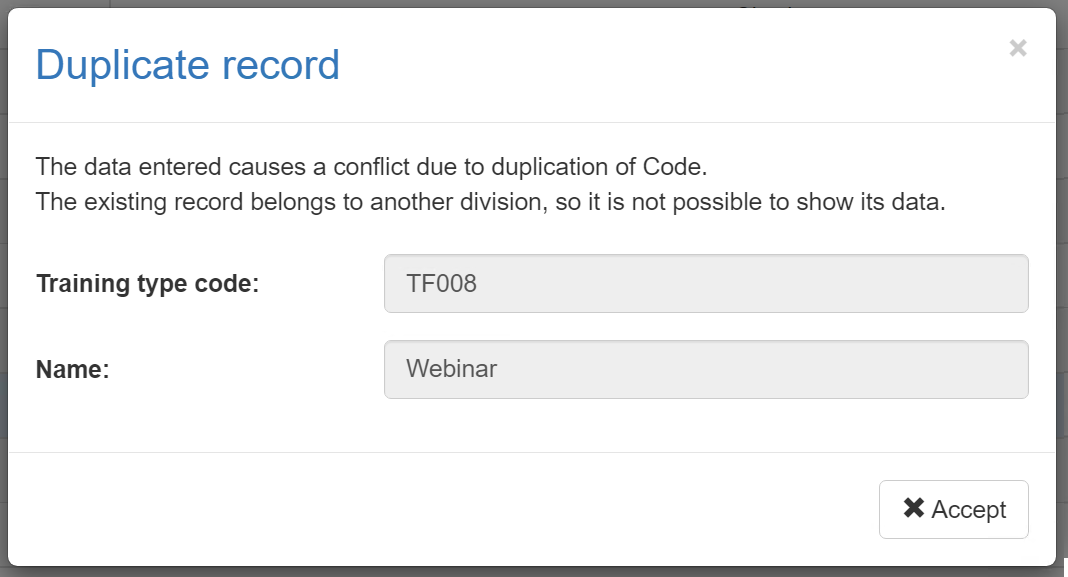 Duplicate record
×
The data entered causes a conflict due to duplication of Code.
The existing record belongs to another division, so it is not possible to show its data.
Training type code: TF008
Name: Webinar
✖ Accept